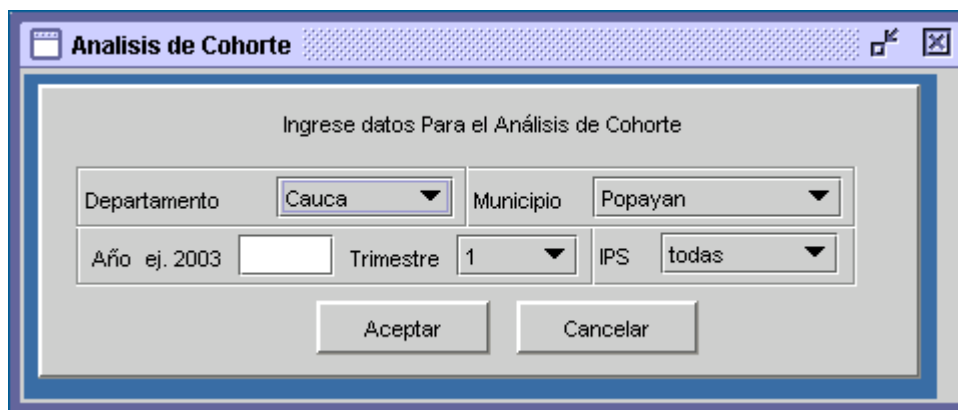 Analisis de Cohorte
Ingrese datos Para el Análisis de Cohorte
Departamento Cauca Municipio Popayan
Año ej. 2003 Trimestre 1 IPS todas
Aceptar Cancelar